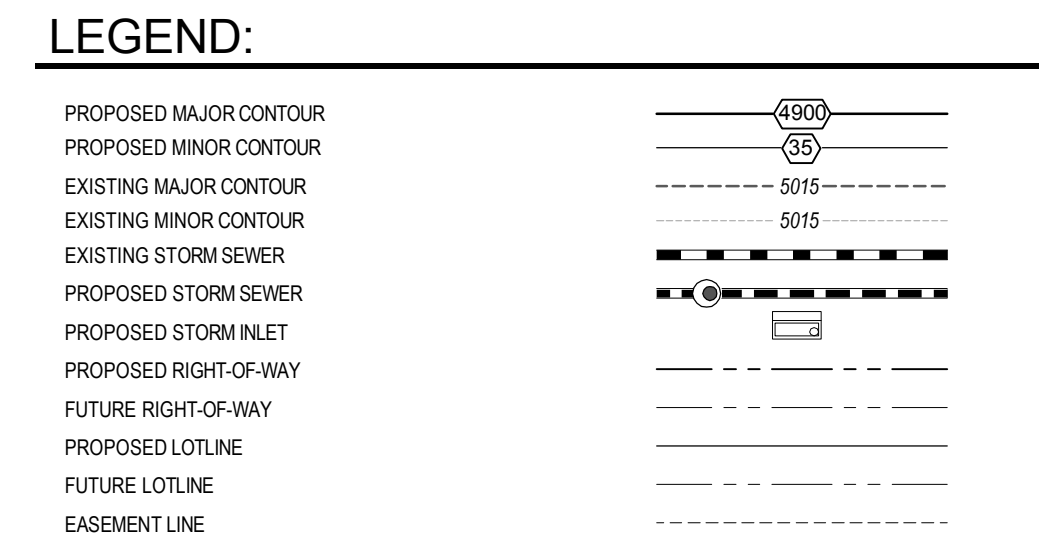 LEGEND:
PROPOSED MAJOR CONTOUR 4900
PROPOSED MINOR CONTOUR 35
EXISTING MAJOR CONTOUR 5015
EXISTING MINOR CONTOUR 5015
EXISTING STORM SEWER
PROPOSED STORM SEWER
PROPOSED STORM INLET
PROPOSED RIGHT-OF-WAY
FUTURE RIGHT-OF-WAY
PROPOSED LOTLINE
FUTURE LOTLINE
EASEMENT LINE